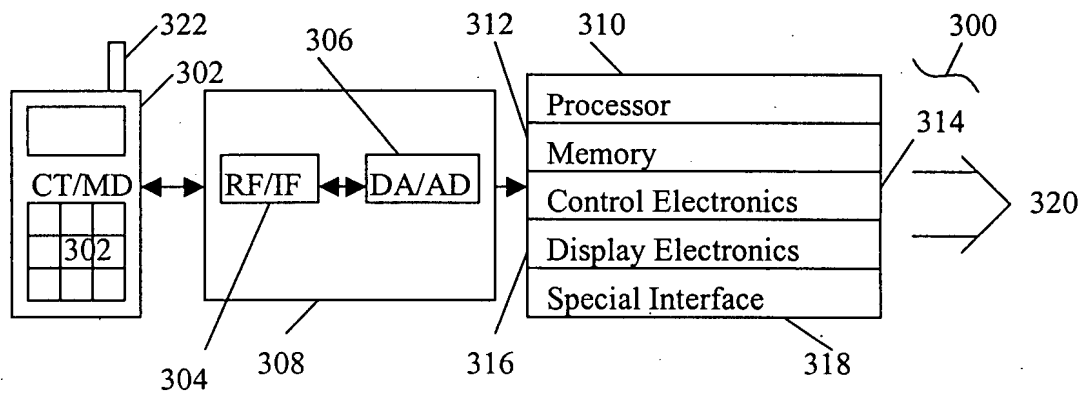 322
302
306
312
310
300
Processor
314
Memory
CT/MD
RF/IF
DA/AD
Control Electronics
320
302
Display Electronics
Special Interface
304
308
316
318